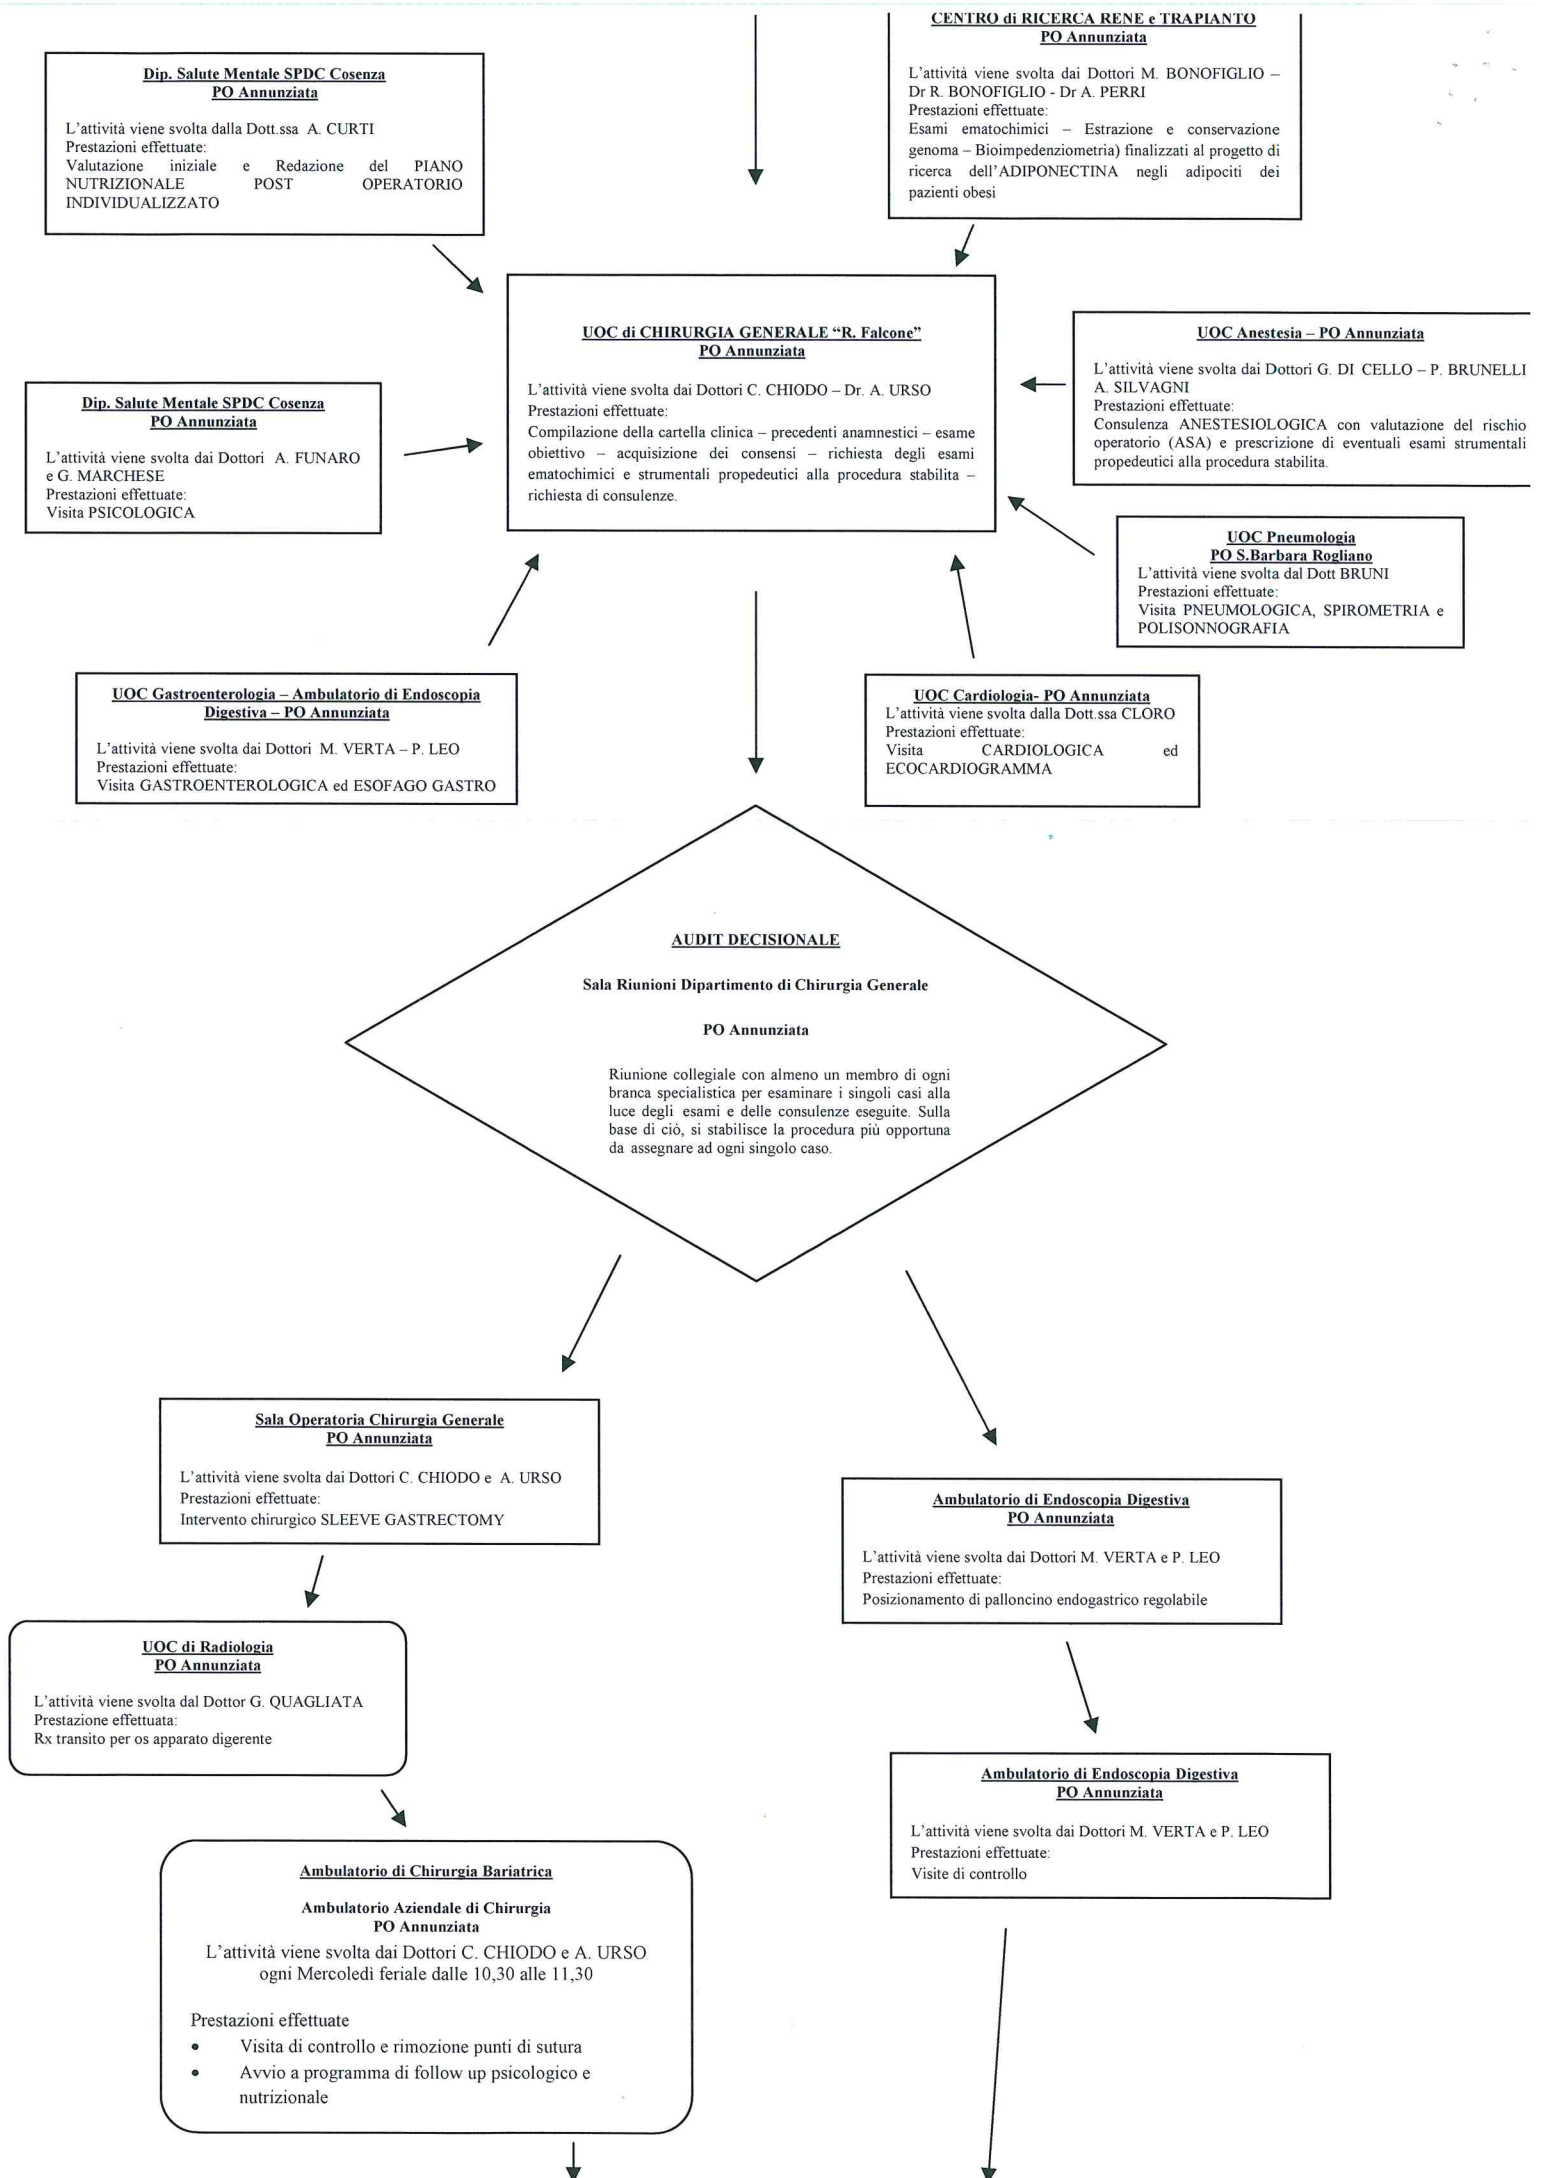 CENTRO di RICERCA RENE e TRAPIANTO
PO Annunziata
L'attività viene svolta dai Dottori M. BONOFIGLIO –
Dr R. BONOFIGLIO - Dr A. PERRI
Prestazioni effettuate:
Esami ematochimici – Estrazione e conservazione
genoma – Bioimpedenziometria) finalizzati al progetto di
ricerca dell'ADIPONECTINA negli adipociti dei
pazienti obesi
Dip. Salute Mentale SPDC Cosenza
PO Annunziata
L'attività viene svolta dalla Dott.ssa A. CURTI
Prestazioni effettuate:
Valutazione iniziale e Redazione del PIANO
NUTRIZIONALE POST OPERATORIO
INDIVIDUALIZZATO
UOC di CHIRURGIA GENERALE “R. Falcone”
PO Annunziata
L'attività viene svolta dai Dottori C. CHIODO – Dr. A. URSO
Prestazioni effettuate:
Compilazione della cartella clinica – precedenti anamnestici – esame
obiettivo – acquisizione dei consensi – richiesta degli esami
ematochimici e strumentali propedeutici alla procedura stabilita –
richiesta di consulenze.
UOC Anestesia – PO Annunziata
L'attività viene svolta dai Dottori G. DI CELLO – P. BRUNELLI
A. SILVAGNI
Prestazioni effettuate:
Consulenza ANESTESIOLOGICA con valutazione del rischio
operatorio (ASA) e prescrizione di eventuali esami strumentali
propedeutici alla procedura stabilita.
Dip. Salute Mentale SPDC Cosenza
PO Annunziata
L'attività viene svolta dai Dottori A. FUNARO
e G. MARCHESE
Prestazioni effettuate:
Visita PSICOLOGICA
UOC Pneumologia
PO S.Barbara Rogliano
L'attività viene svolta dal Dott BRUNI
Prestazioni effettuate:
Visita PNEUMOLOGICA, SPIROMETRIA e
POLISONNOGRAFIA
UOC Gastroenterologia – Ambulatorio di Endoscopia
Digestiva – PO Annunziata
L'attività viene svolta dai Dottori M. VERTA – P. LEO
Prestazioni effettuate:
Visita GASTROENTEROLOGICA ed ESOFAGO GASTRO
UOC Cardiologia- PO Annunziata
L'attività viene svolta dalla Dott.ssa CLORO
Prestazioni effettuate:
Visita CARDIOLOGICA ed
ECOCARDIOGRAMMA
AUDIT DECISIONALE
Sala Riunioni Dipartimento di Chirurgia Generale
PO Annunziata
Riunione collegiale con almeno un membro di ogni
branca specialistica per esaminare i singoli casi alla
luce degli esami e delle consulenze eseguite. Sulla
base di ciò, si stabilisce la procedura più opportuna
da assegnare ad ogni singolo caso.
Sala Operatoria Chirurgia Generale
PO Annunziata
L'attività viene svolta dai Dottori C. CHIODO e A. URSO
Prestazioni effettuate:
Intervento chirurgico SLEEVE GASTRECTOMY
Ambulatorio di Endoscopia Digestiva
PO Annunziata
L'attività viene svolta dai Dottori M. VERTA e P. LEO
Prestazioni effettuate:
Posizionamento di palloncino endogastrico regolabile
UOC di Radiologia
PO Annunziata
L'attività viene svolta dal Dottor G. QUAGLIATA
Prestazione effettuata:
Rx transito per os apparato digerente
Ambulatorio di Endoscopia Digestiva
PO Annunziata
L'attività viene svolta dai Dottori M. VERTA e P. LEO
Prestazioni effettuate:
Visite di controllo
Ambulatorio di Chirurgia Bariatrica
Ambulatorio Aziendale di Chirurgia
PO Annunziata
L'attività viene svolta dai Dottori C. CHIODO e A. URSO
ogni Mercoledì feriale dalle 10,30 alle 11,30
Prestazioni effettuate
• Visita di controllo e rimozione punti di sutura
• Avvio a programma di follow up psicologico e
nutrizionale